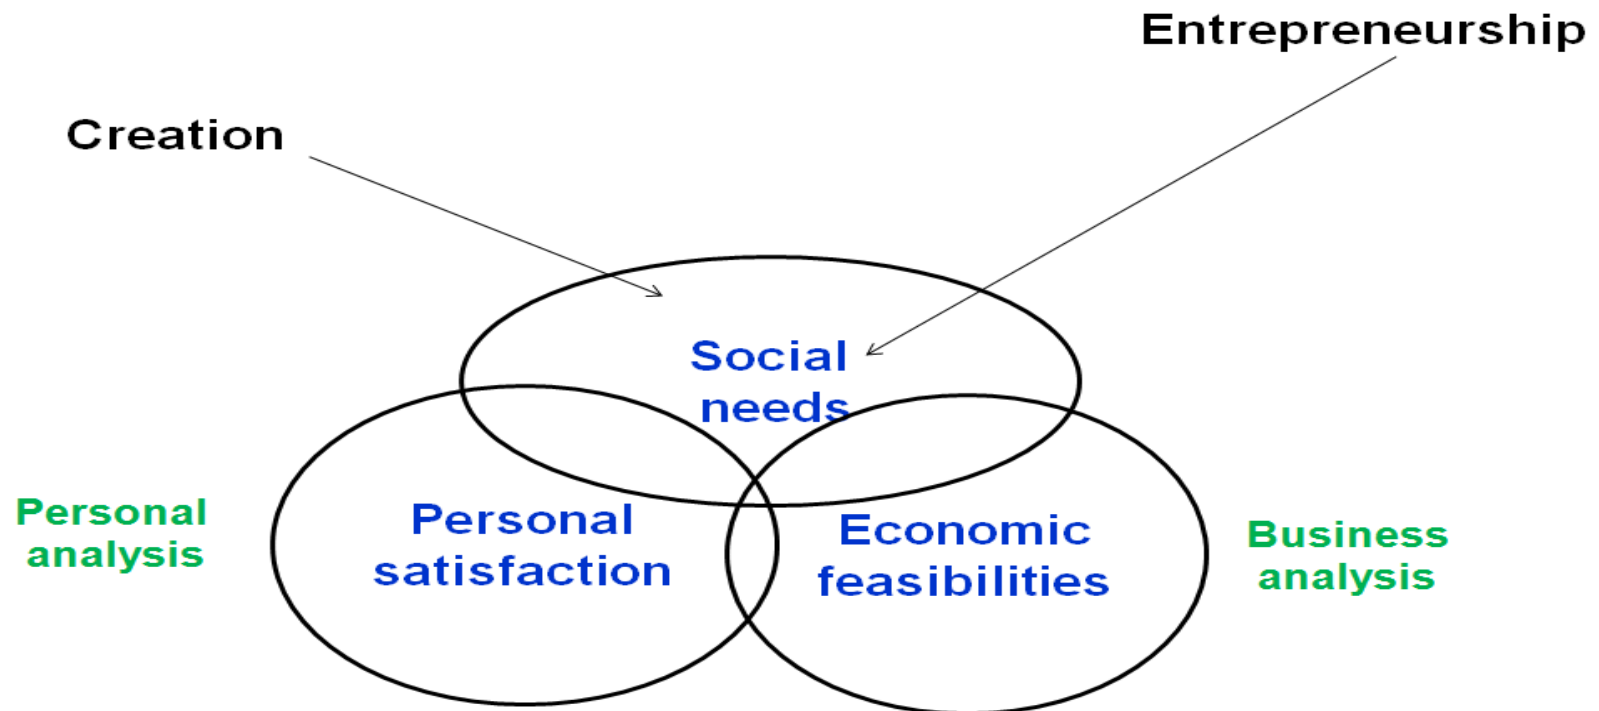 Entrepreneurship
Creation
Social
needs
Personal
analysis
Personal
satisfaction
Economic
feasibilities
Business
analysis